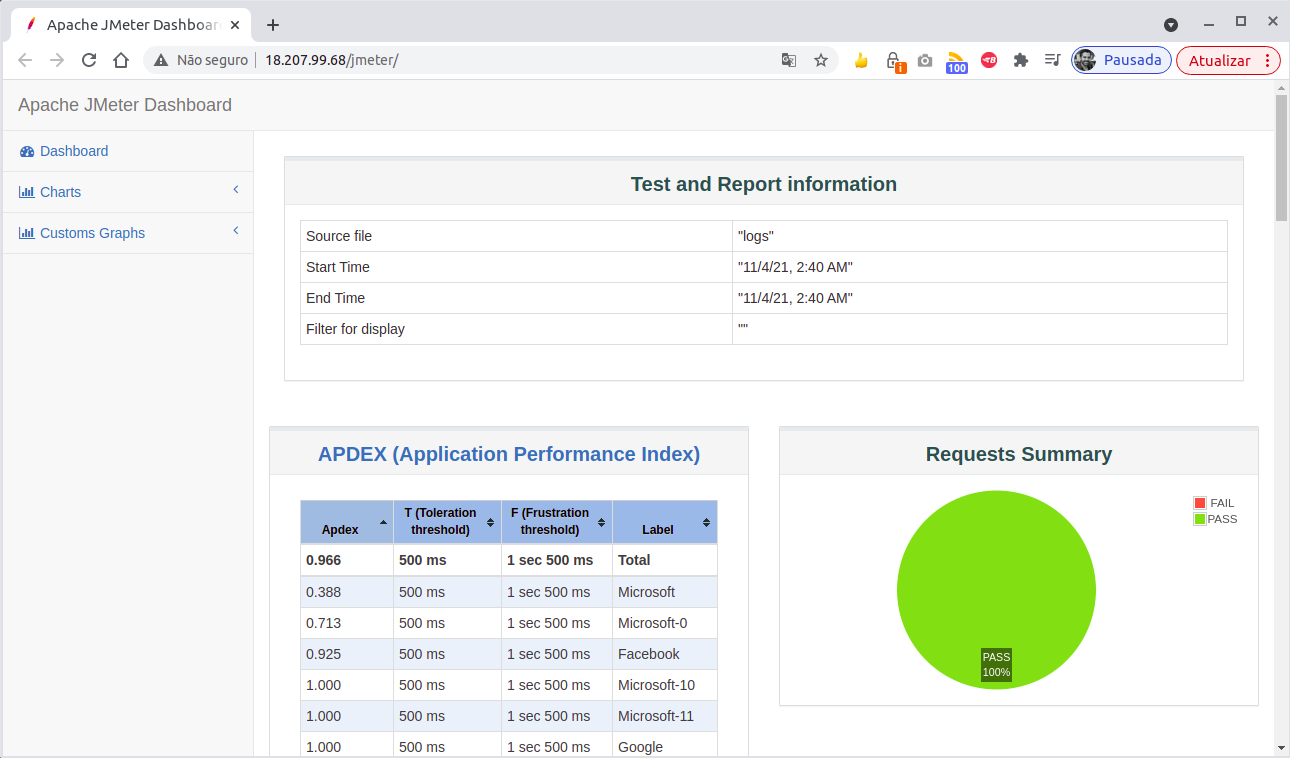 Apache JMeter Dashboar
Não seguro
18.207.99.68/jmeter/
1
100
Pausada
Atualizar
Apache JMeter Dashboard
Dashboard
Charts
Customs Graphs
Test and Report information
Source file "logs"
Start Time "11/4/21, 2:40 AM"
End Time "11/4/21, 2:40 AM"
Filter for display ""
APDEX (Application Performance Index)
Apdex T (Toleration threshold) F (Frustration threshold) Label
0.966 500 ms 1 sec 500 ms Total
0.388 500 ms 1 sec 500 ms Microsoft
0.713 500 ms 1 sec 500 ms Microsoft-0
0.925 500 ms 1 sec 500 ms Facebook
1.000 500 ms 1 sec 500 ms Microsoft-10
1.000 500 ms 1 sec 500 ms Microsoft-11
1.000 500 ms 1 sec 500 ms Google
Requests Summary
FAIL
PASS
PASS
100%